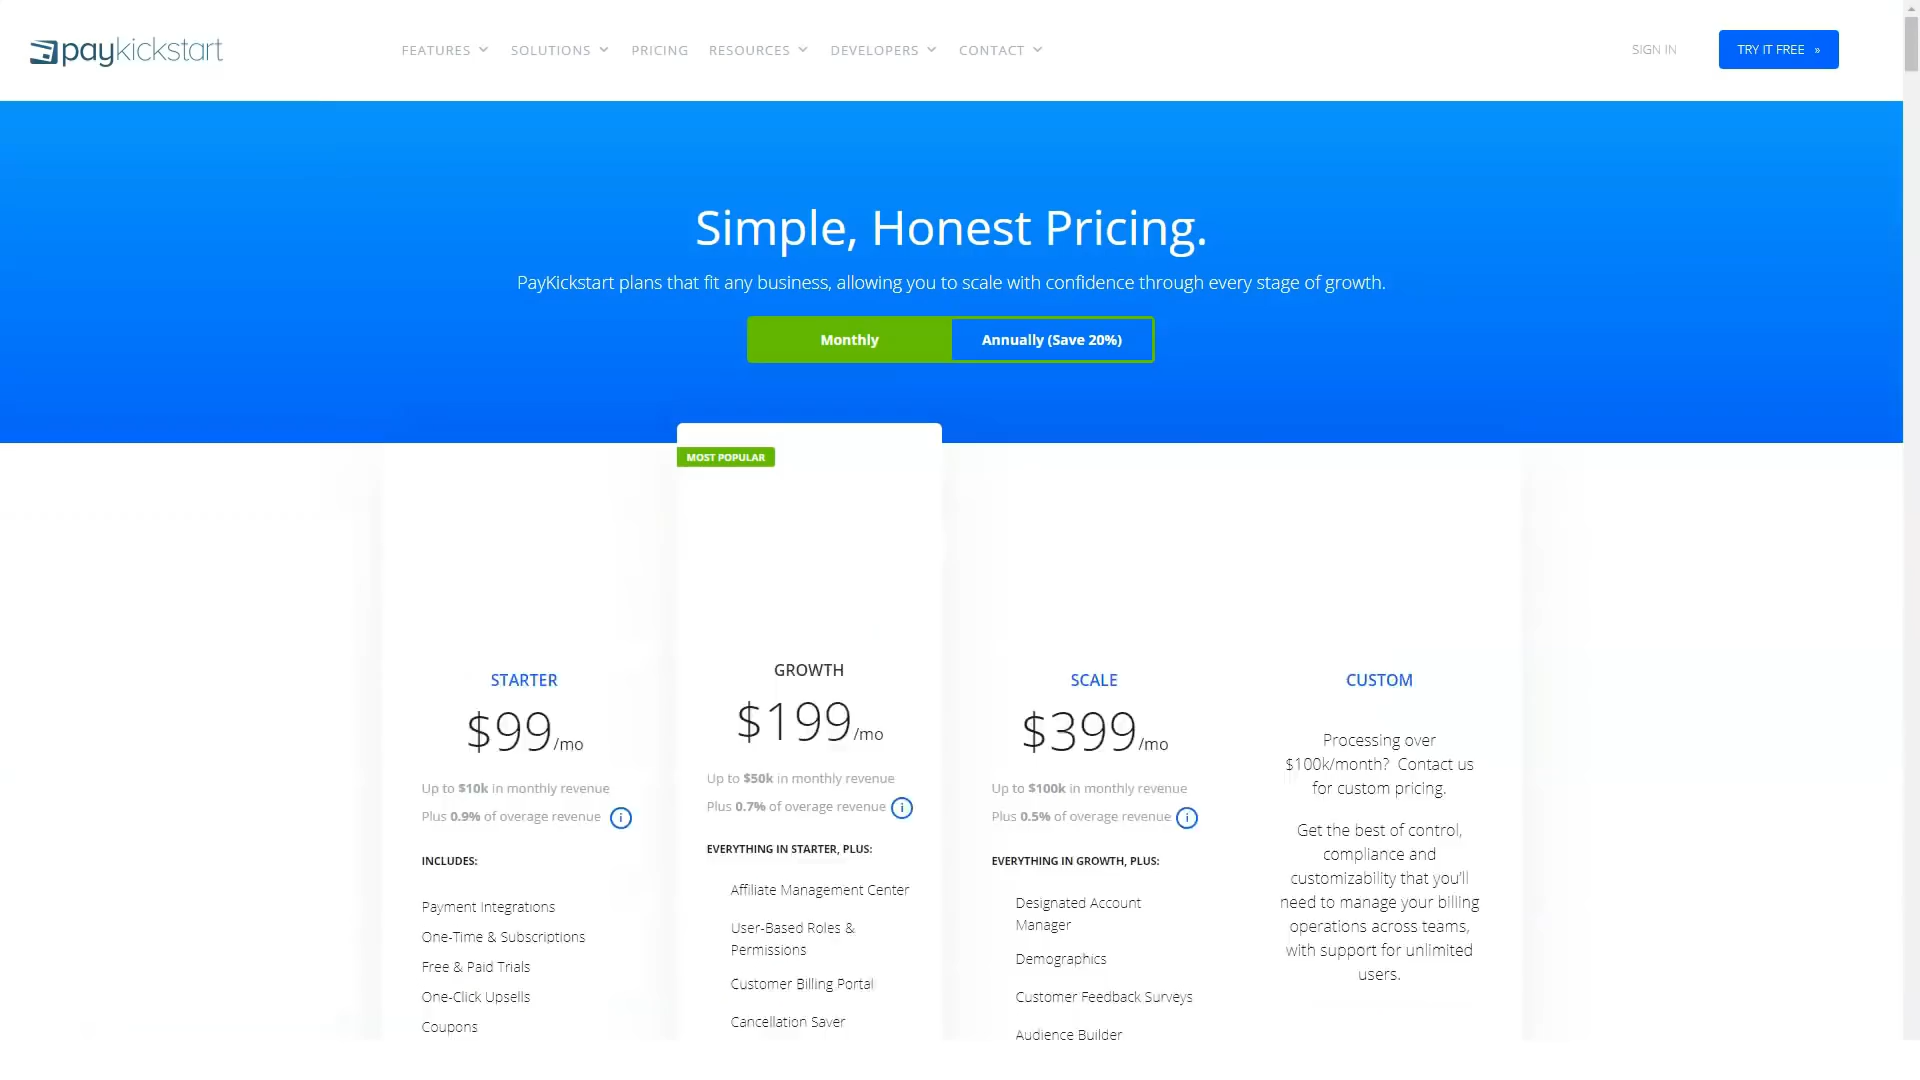 paykickstart
FEATURES
SOLUTIONS
PRICING
RESOURCES
DEVELOPERS
CONTACT
SIGN IN
TRY IT FREE »
Simple, Honest Pricing.
PayKickstart plans that fit any business, allowing you to scale with confidence through every stage of growth.
Monthly
Annually (Save 20%)
MOST POPULAR
STARTER
$99/mo
Up to $10k in monthly revenue
Plus 0.9% of overage revenue i
INCLUDES:
Payment Integrations
One-Time & Subscriptions
Free & Paid Trials
One-Click Upsells
Coupons
GROWTH
$199/mo
Up to $50k in monthly revenue
Plus 0.7% of overage revenue i
EVERYTHING IN STARTER, PLUS:
Affiliate Management Center
User-Based Roles &
Permissions
Customer Billing Portal
Cancellation Saver
SCALE
$399/mo
Up to $100k in monthly revenue
Plus 0.5% of overage revenue i
EVERYTHING IN GROWTH, PLUS:
Designated Account
Manager
Demographics
Customer Feedback Surveys
Audience Builder
CUSTOM
Processing over
$100k/month? Contact us
for custom pricing.
Get the best of control,
compliance and
customizability that you'll
need to manage your billing
operations across teams,
with support for unlimited
users.